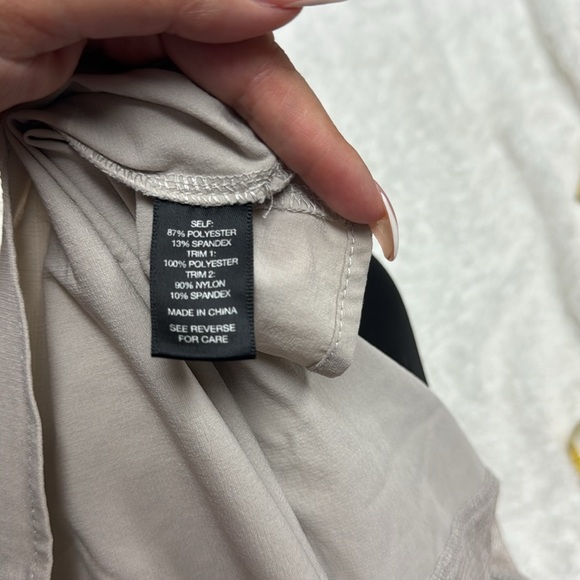 SELF:
87% POLYESTER
13% SPANDEX
TRIM 1:
100% POLYESTER
TRIM 2:
90% NYLON
10% SPANDEX
MADE IN CHINA
SEE REVERSE
FOR CARE